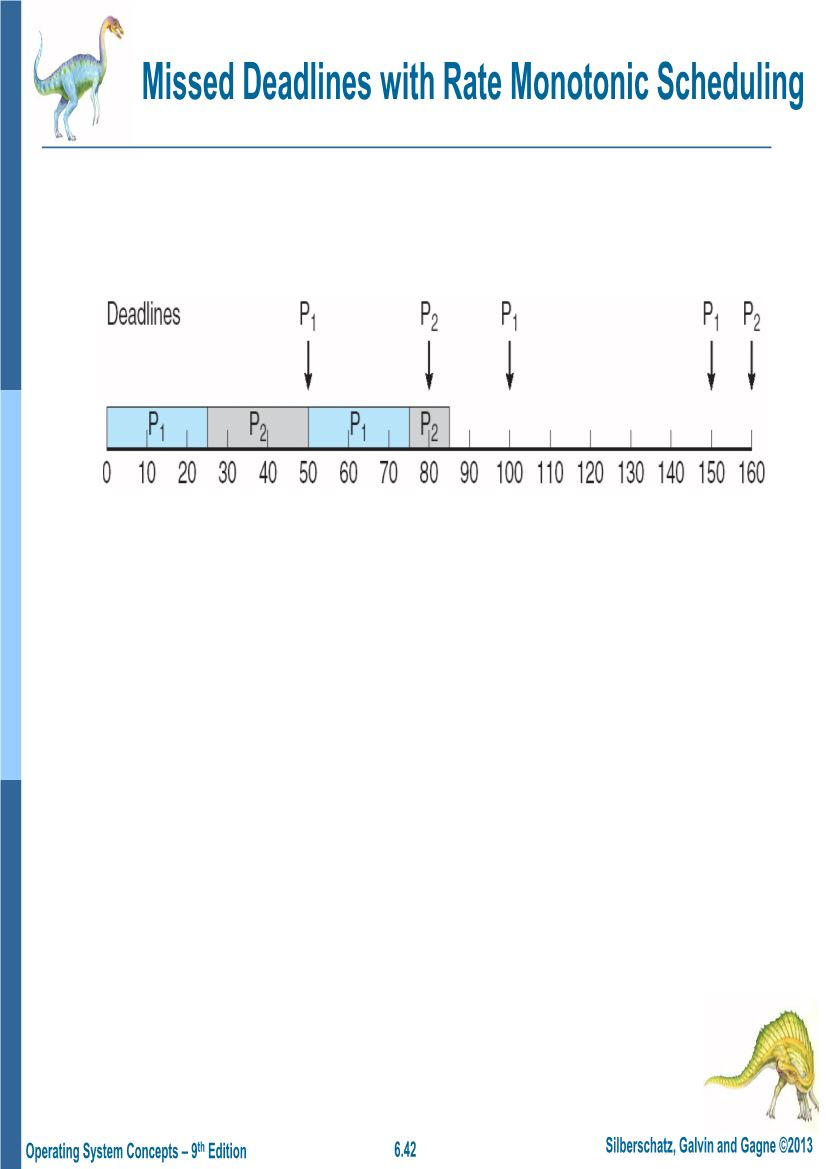 Missed Deadlines with Rate Monotonic Scheduling
Deadlines P1 P2 P1 P1 P2
P1 P2 P1 P2
0 10 20 30 40 50 60 70 80 90 100 110 120 130 140 150 160
Operating System Concepts – 9th Edition 6.42 Silberschatz, Galvin and Gagne ©2013